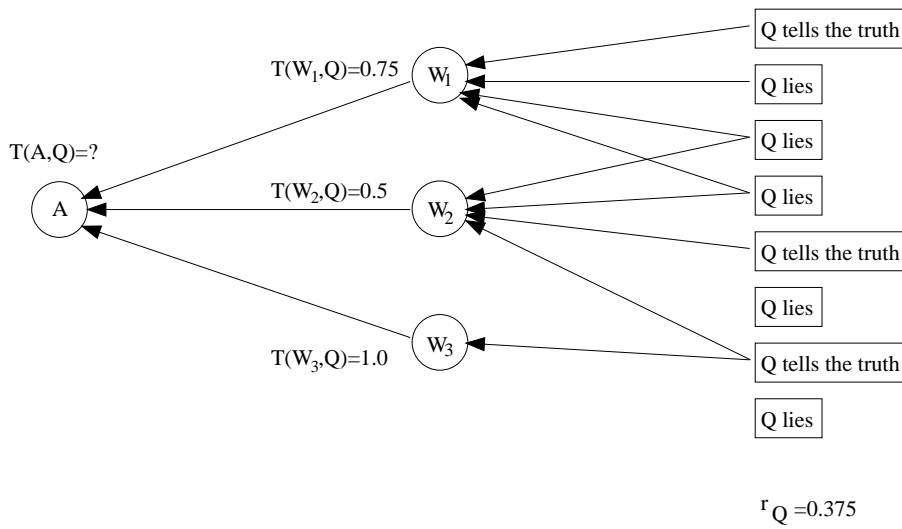 Q tells the truth
T(W₁,Q)=0.75
W₁
Q lies
Q lies
T(A,Q)=?
Q lies
T(W₂,Q)=0.5
A
W₂
Q tells the truth
Q lies
W₃
T(W₃,Q)=1.0
Q tells the truth
Q lies
r_Q =0.375